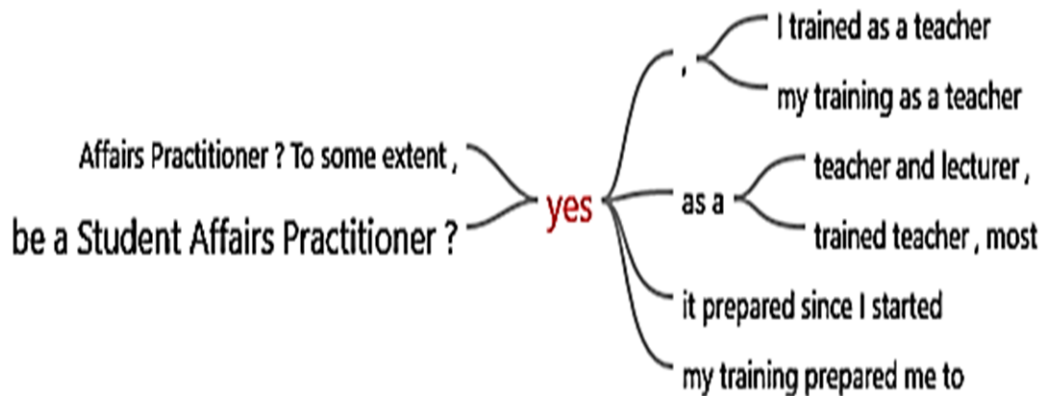 Affairs Practitioner ? To some extent ,
be a Student Affairs Practitioner ?
yes
,
I trained as a teacher
my training as a teacher
as a
teacher and lecturer ,
trained teacher , most
it prepared since I started
my training prepared me to